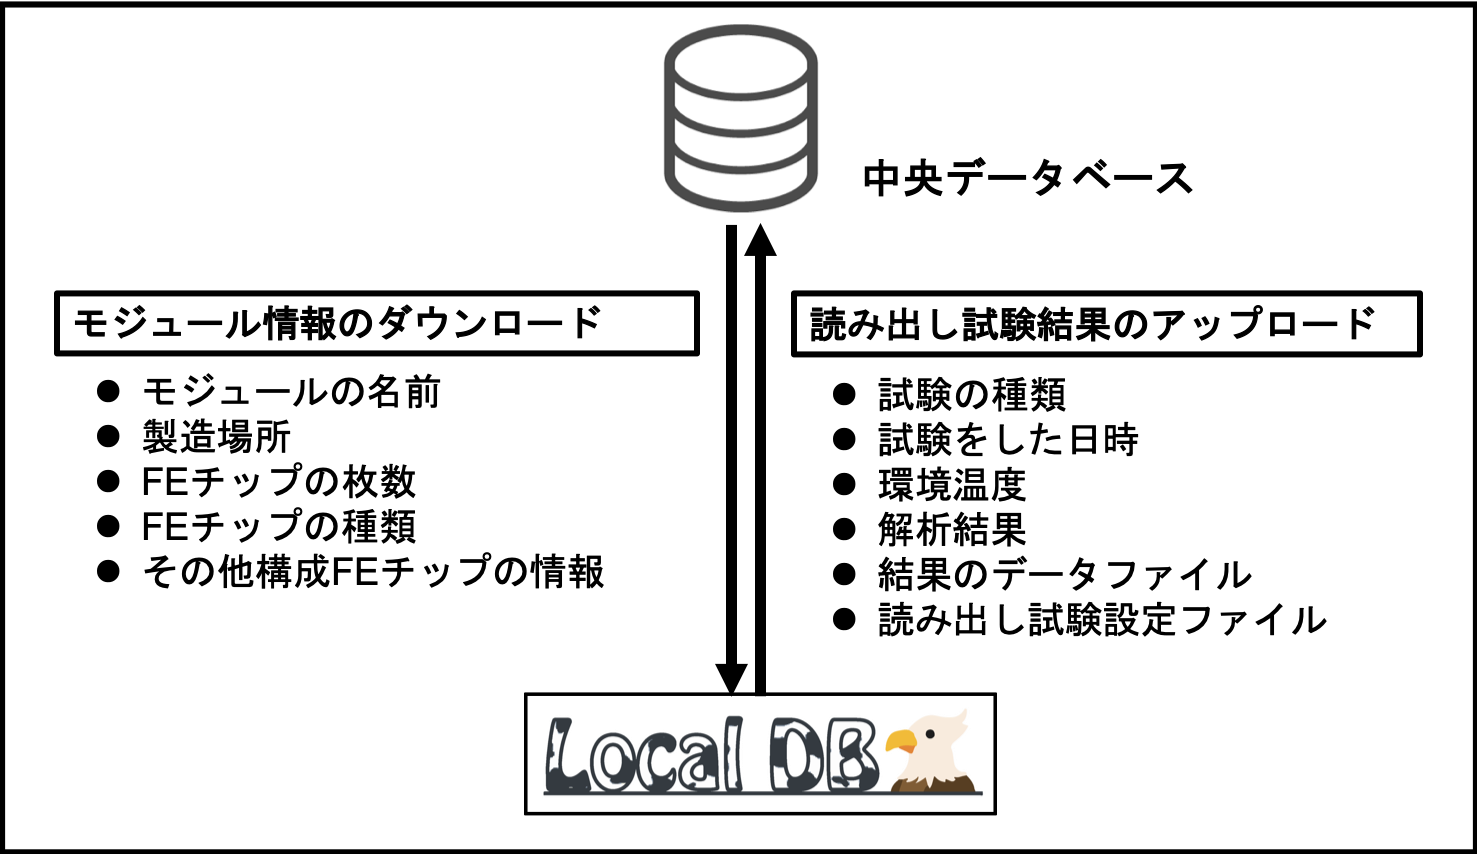 中央データベース
モジュール情報のダウンロード
● モジュールの名前
● 製造場所
● FEチップの枚数
● FEチップの種類
● その他構成FEチップの情報
読み出し試験結果のアップロード
● 試験の種類
● 試験をした日時
● 環境温度
● 解析結果
● 結果のデータファイル
● 読み出し試験設定ファイル
Local DB